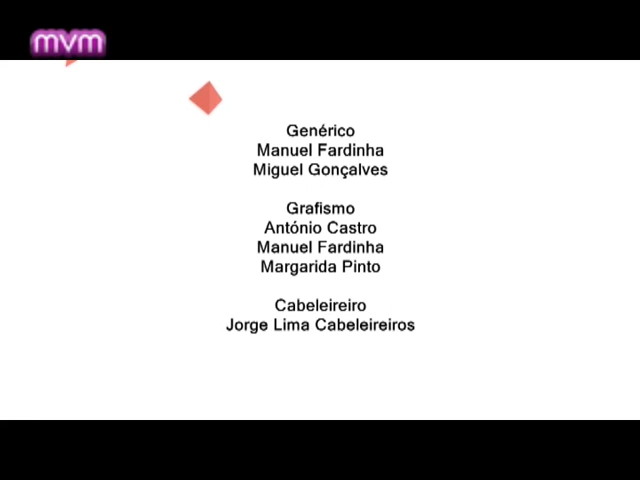 mvm
Genérico
Manuel Fardinha
Miguel Gonçalves
Grafismo
António Castro
Manuel Fardinha
Margarida Pinto
Cabeleireiro
Jorge Lima Cabeleireiros